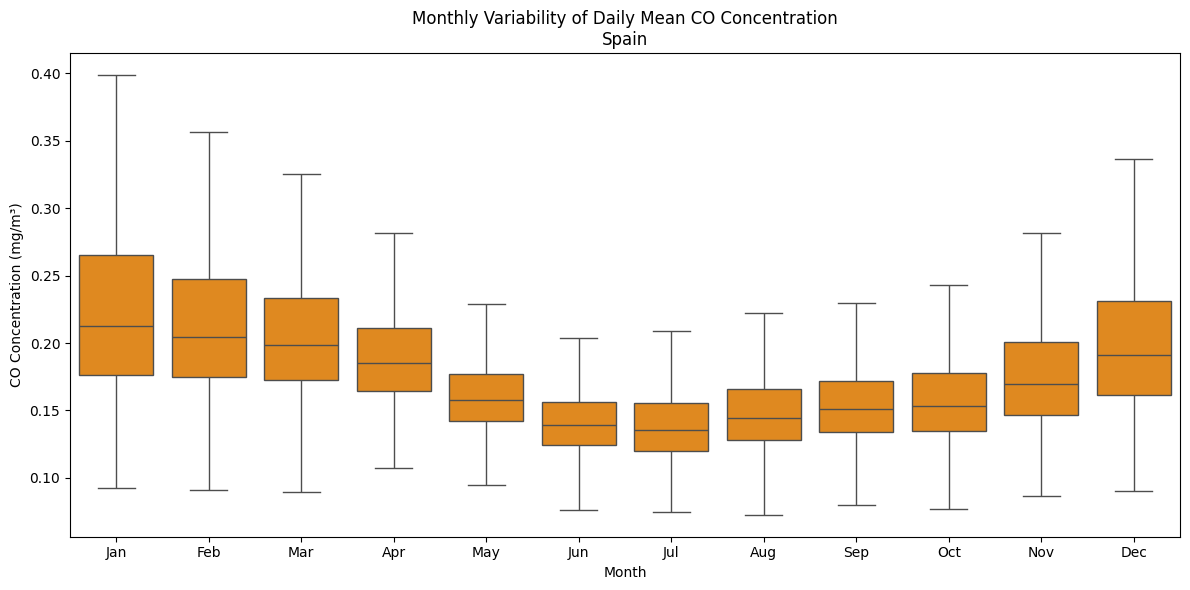 Monthly Variability of Daily Mean CO Concentration
Spain
CO Concentration (mg/m³)
0.40
0.35
0.30
0.25
0.20
0.15
0.10
Jan Feb Mar Apr May Jun Jul Aug Sep Oct Nov Dec
Month